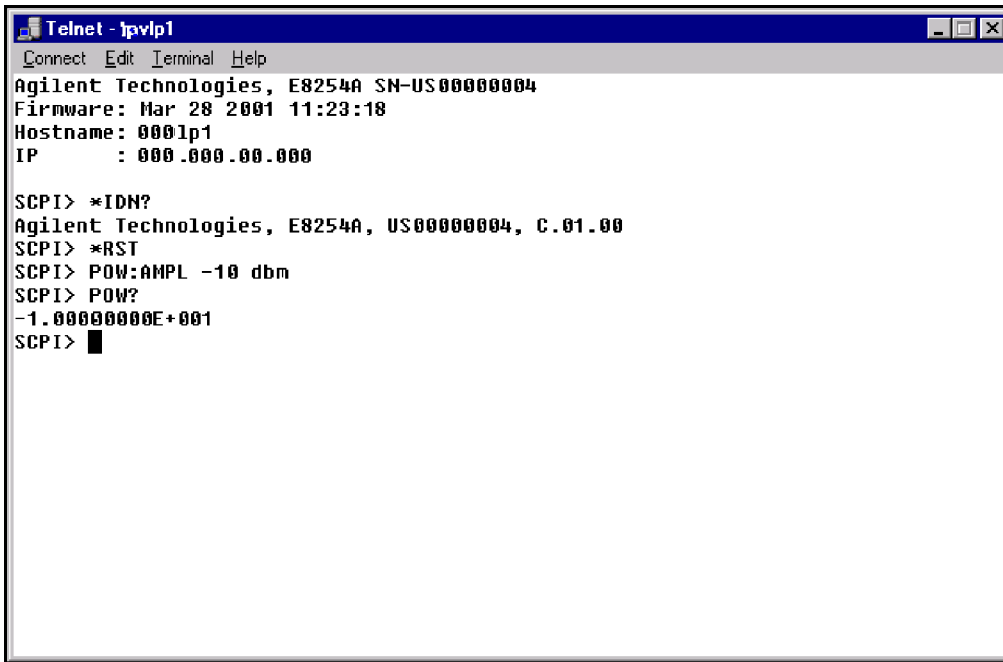 Telnet - jpvlp1
Connect Edit Terminal Help
Agilent Technologies, E8254A SN-US00000004
Firmware: Mar 28 2001 11:23:18
Hostname: 000lp1
IP : 000.000.00.000
SCPI> *IDN?
Agilent Technologies, E8254A, US00000004, C.01.00
SCPI> *RST
SCPI> POW:AMPL -10 dbm
SCPI> POW?
-1.00000000E+001
SCPI>